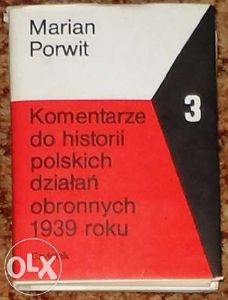 Marian
Porwit
3
Komentarze
do historii
polskich
działań
obronnych
1939 roku
OLX